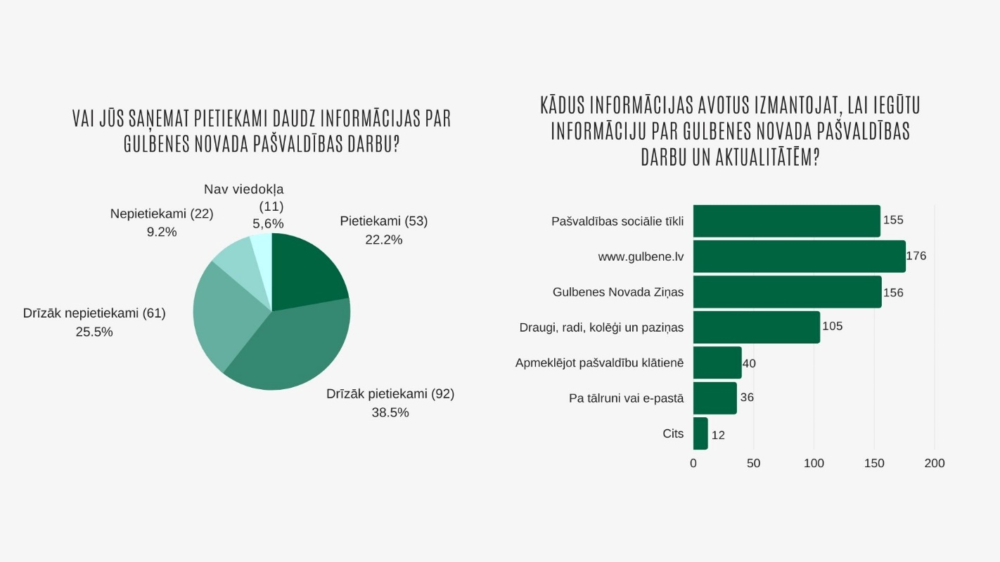 VAI JŪS SAŅEMAT PIETIEKAMI DAUDZ INFORMĀCIJAS PAR
GULBENES NOVADA PAŠVALDĪBAS DARBU?
Nav viedokļa
(11)
5,6%
Nepietiekami (22)
9.2%
Pietiekami (53)
22.2%
Drīzāk nepietiekami (61)
25.5%
Drīzāk pietiekami (92)
38.5%
KĀDUS INFORMĀCIJAS AVOTUS IZMANTOJAT, LAI IEGŪTU
INFORMĀCIJU PAR GULBENES NOVADA PAŠVALDĪBAS
DARBU UN AKTUALITĀTĒM?
Pašvaldības sociālie tīkli 155
www.gulbene.lv 176
Gulbenes Novada Ziņas 156
Draugi, radi, kolēģi un paziņas 105
Apmeklējot pašvaldību klātienē 40
Pa tālruni vai e-pastā 36
Cits 12
0 50 100 150 200